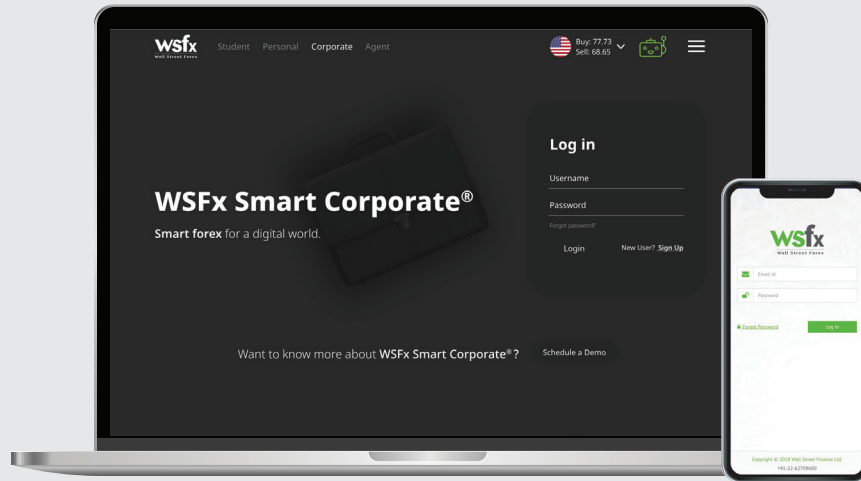 wsfx
Wall Street Forex
Student Personal Corporate Agent
Buy: 77.73
Sell: 68.65
WSFx Smart Corporate®
Smart forex for a digital world.
Log in
Username
Password
Forgot password?
Login New User? Sign Up
Want to know more about WSFx Smart Corporate®? Schedule a Demo
wsfx
Wall Street Forex
Email id
Password
Forgot Password Log In
Copyright © 2018 Wall Street Finance Ltd.
+91-22-62709600